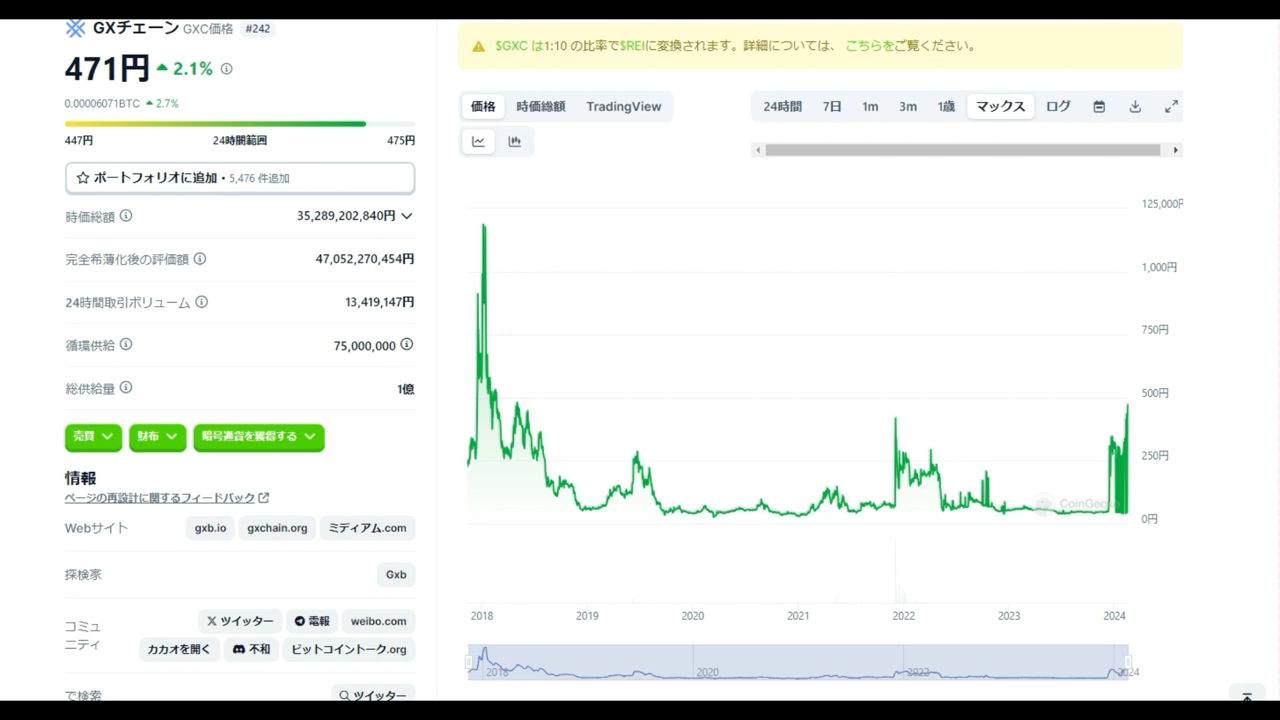 GXチェーン GXC価格 #242
471円 2.1%
0.00006071BTC 2.7%
447円 24時間範囲 475円
ポートフォリオに追加・5,476 件追加
時価総額 35,289,202,840円
完全希薄化後の評価額 47,052,270,454円
24時間取引ボリューム 13,419,147円
循環供給 75,000,000
総供給量 1億
売買 財布 暗号通貨を獲得する
情報
ページの再設計に関するフィードバック
Webサイト gxb.io gxchain.org ミディアム.com
探検家 Gxb
コミュ
ニティ
ツイッター 電報 weibo.com
カカオを開く 不和 ビットコイントーク.org
で検索 ツイッター
$GXC は1:10 の比率で$REIに変換されます。詳細については、 こちらをご覧ください。
価格 時価総額 TradingView
24時間 7日 1m 3m 1歳 マックス ログ
125,000円
1,000円
750円
500円
250円
0円
CoinGecko
2018 2019 2020 2021 2022 2023 2024
2018 2020 2022 2024